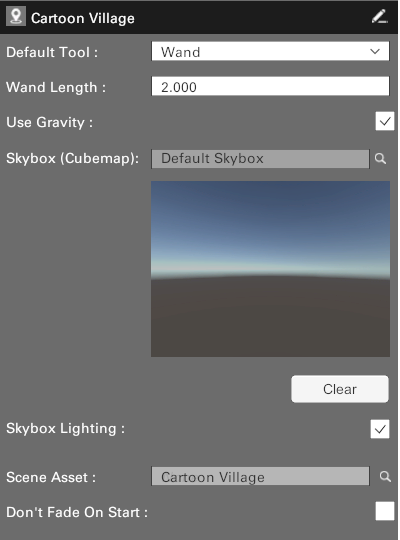 Cartoon Village
Default Tool : Wand
Wand Length : 2.000
Use Gravity :
Skybox (Cubemap): Default Skybox
Clear
Skybox Lighting :
Scene Asset : Cartoon Village
Don't Fade On Start :